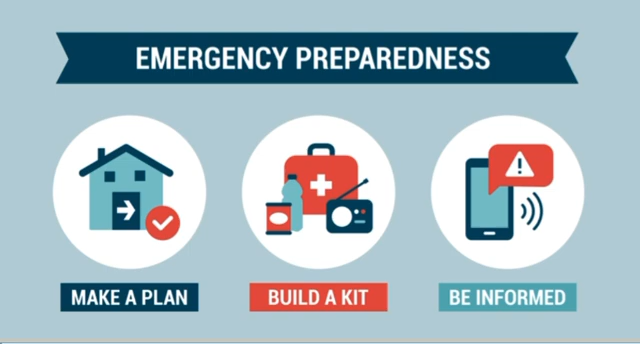 EMERGENCY PREPAREDNESS
MAKE A PLAN
BUILD A KIT
BE INFORMED